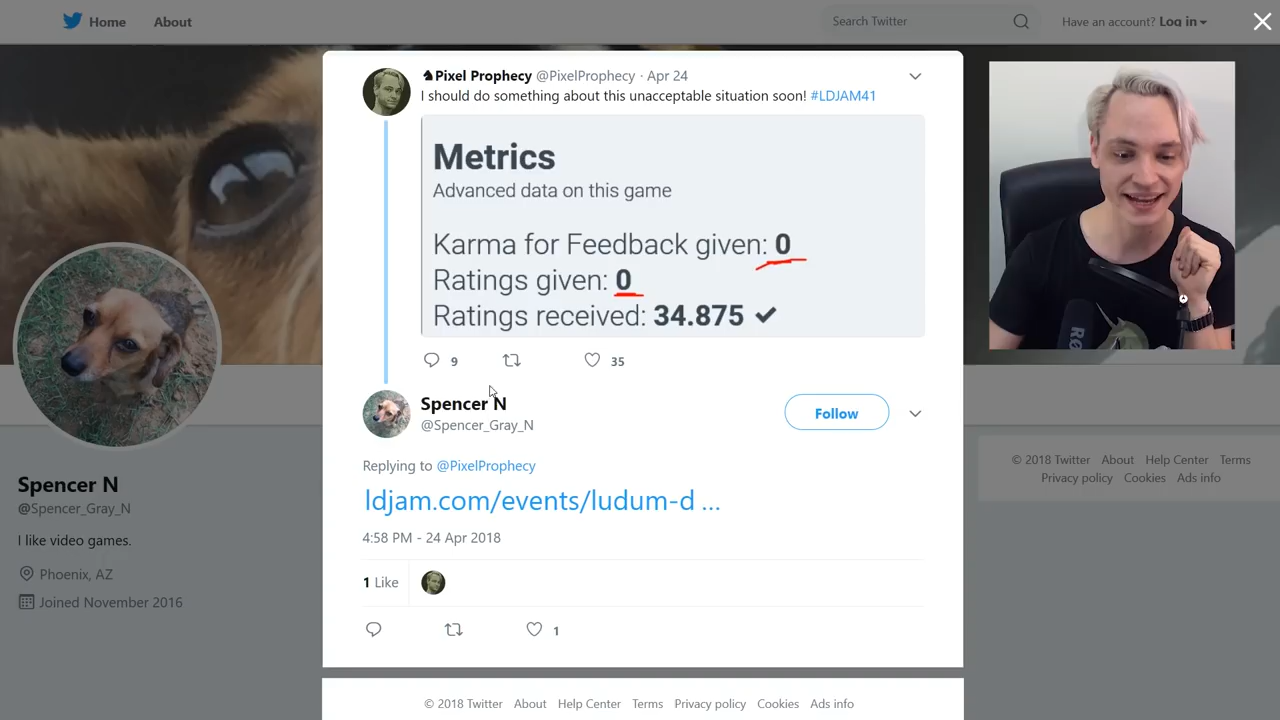 Home About Search Twitter Have an account? Log in
♞Pixel Prophecy @PixelProphecy · Apr 24
I should do something about this unacceptable situation soon! #LDJAM41
Metrics
Advanced data on this game
Karma for Feedback given: 0
Ratings given: 0
Ratings received: 34.875 ✔
9 35
Spencer N
@Spencer_Gray_N
Follow
Replying to @PixelProphecy
ldjam.com/events/ludum-d ...
4:58 PM - 24 Apr 2018
1 Like
1
© 2018 Twitter About Help Center Terms Privacy policy Cookies Ads info
Spencer N
@Spencer_Gray_N
I like video games.
Phoenix, AZ
Joined November 2016
© 2018 Twitter About Help Center Terms
Privacy policy Cookies Ads info